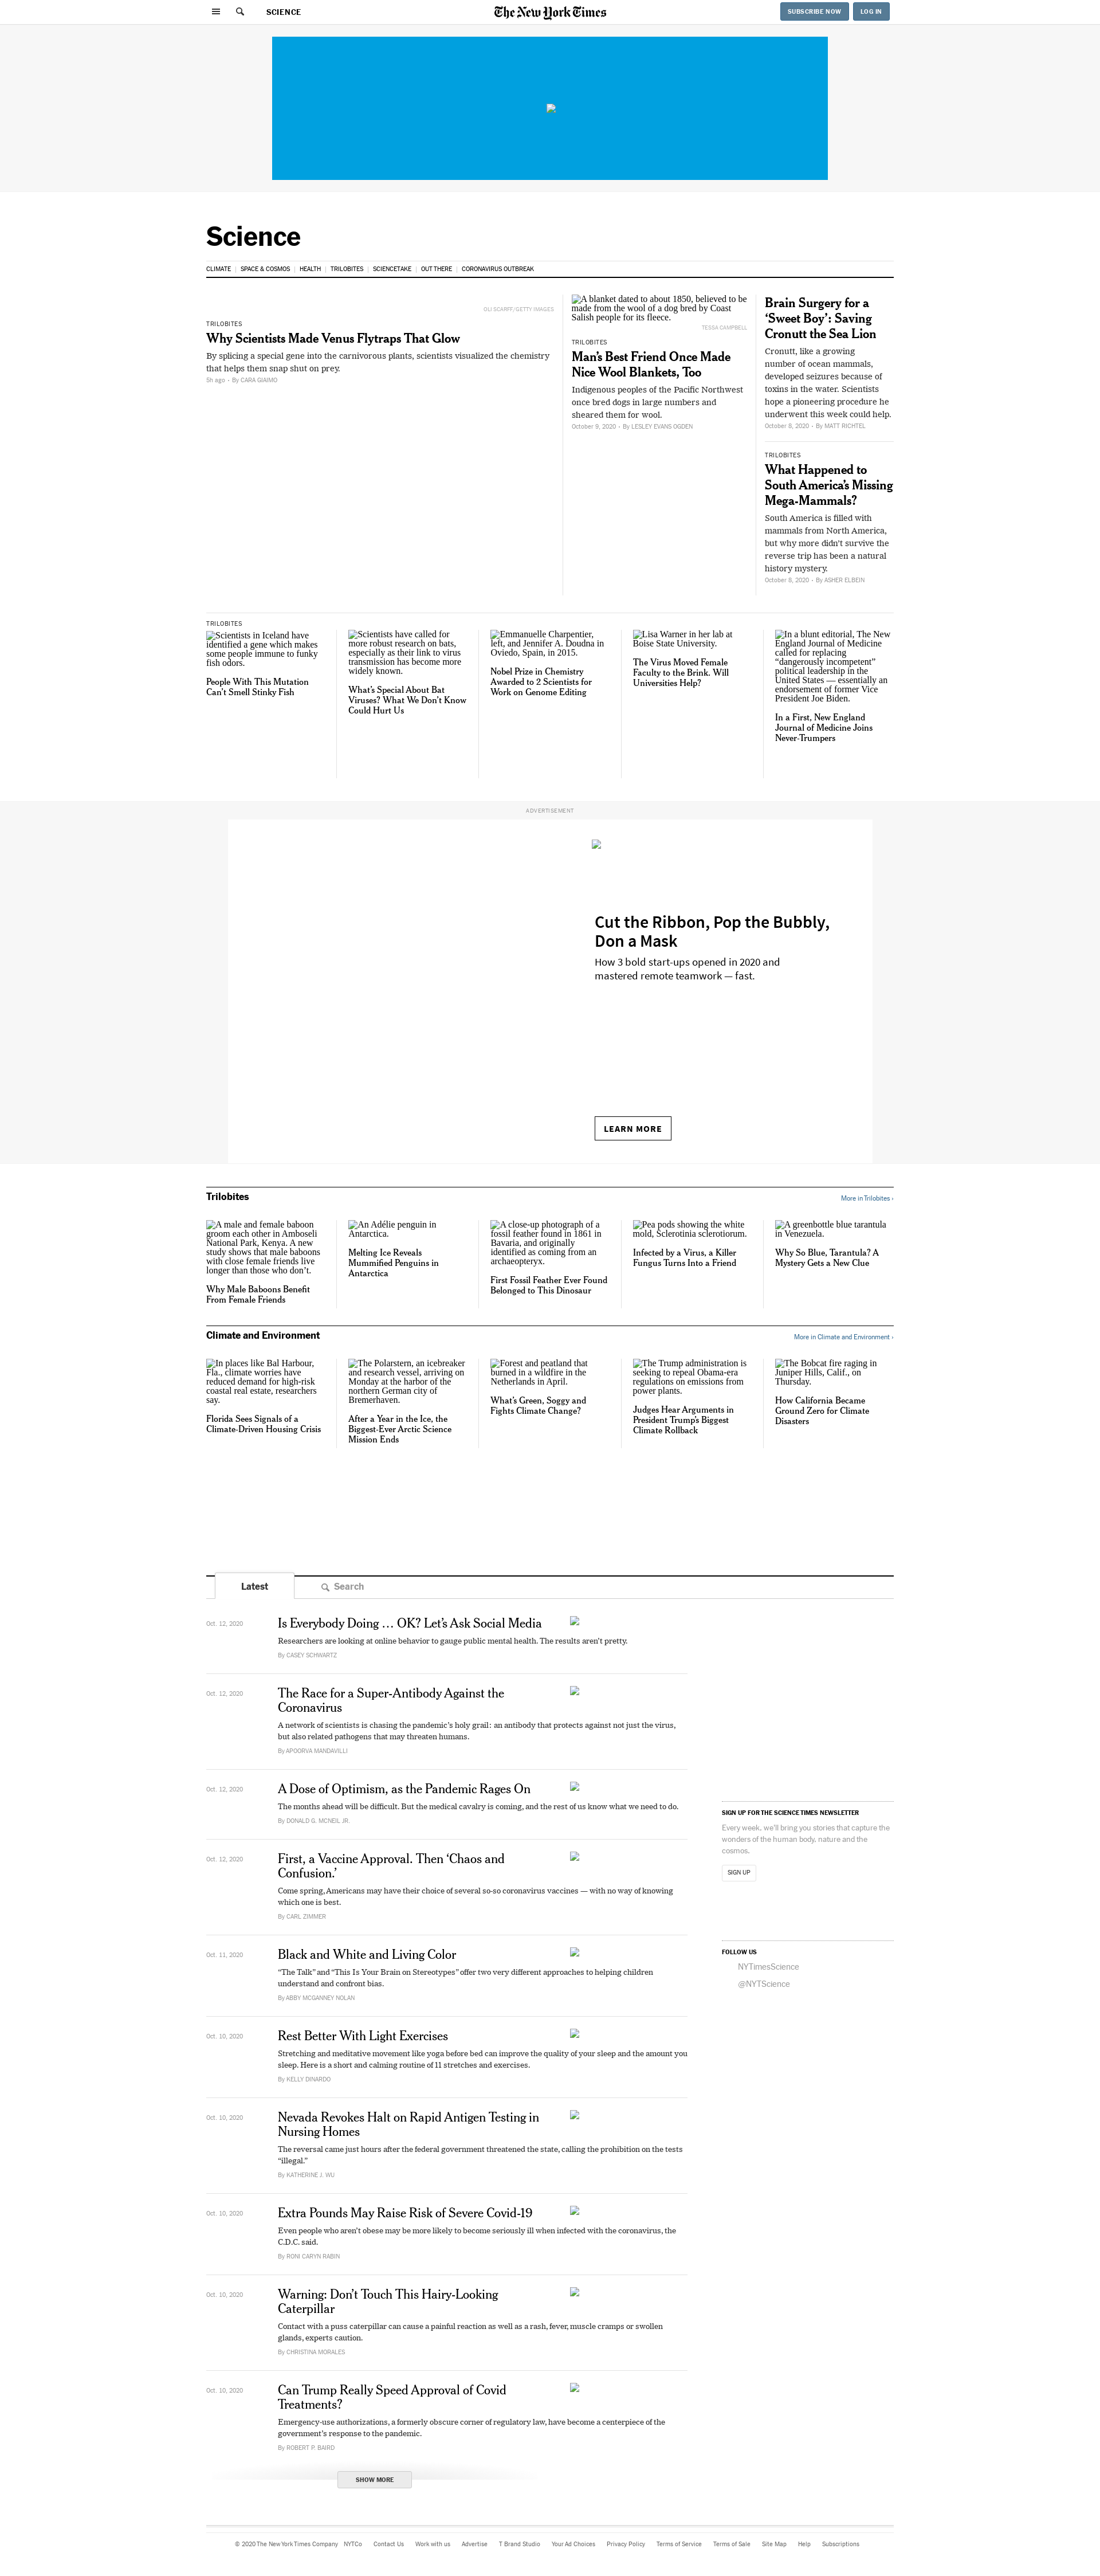 SCIENCE
The New York Times
SUBSCRIBE NOW
LOG IN
Science
CLIMATE | SPACE & COSMOS | HEALTH | TRILOBITES | SCIENCETAKE | OUT THERE | CORONAVIRUS OUTBREAK
OLI SCARFF/GETTY IMAGES
TRILOBITES
Why Scientists Made Venus Flytraps That Glow
By splicing a special gene into the carnivorous plants, scientists visualized the chemistry
that helps them snap shut on prey.
5h ago · By CARA GIAIMO
A blanket dated to about 1850, believed to be
made from the wool of a dog bred by Coast
Salish people for its fleece.
TESSA CAMPBELL
TRILOBITES
Man's Best Friend Once Made
Nice Wool Blankets, Too
Indigenous peoples of the Pacific Northwest
once bred dogs in large numbers and
sheared them for wool.
October 9, 2020 · By LESLEY EVANS OGDEN
Brain Surgery for a
‘Sweet Boy’: Saving
Cronutt the Sea Lion
Cronutt, like a growing
number of ocean mammals,
developed seizures because of
toxins in the water. Scientists
hope a pioneering procedure he
underwent this week could help.
October 8, 2020 · By MATT RICHTEL
TRILOBITES
What Happened to
South America’s Missing
Mega-Mammals?
South America is filled with
mammals from North America,
but why more didn’t survive the
reverse trip has been a natural
history mystery.
October 8, 2020 · By ASHER ELBEIN
TRILOBITES
Scientists in Iceland have
identified a gene which makes
some people immune to funky
fish odors.
People With This Mutation
Can’t Smell Stinky Fish
Scientists have called for
more robust research on bats,
especially as their link to virus
transmission has become more
widely known.
What’s Special About Bat
Viruses? What We Don’t Know
Could Hurt Us
Emmanuelle Charpentier,
left, and Jennifer A. Doudna in
Oviedo, Spain, in 2015.
Nobel Prize in Chemistry
Awarded to 2 Scientists for
Work on Genome Editing
Lisa Warner in her lab at
Boise State University.
The Virus Moved Female
Faculty to the Brink. Will
Universities Help?
In a blunt editorial, The New
England Journal of Medicine
called for replacing
“dangerously incompetent”
political leadership in the
United States — essentially an
endorsement of former Vice
President Joe Biden.
In a First, New England
Journal of Medicine Joins
Never-Trumpers
ADVERTISEMENT
Cut the Ribbon, Pop the Bubbly,
Don a Mask
How 3 bold start-ups opened in 2020 and
mastered remote teamwork — fast.
LEARN MORE
Trilobites
More in Trilobites ›
A male and female baboon
groom each other in Amboseli
National Park, Kenya. A new
study shows that male baboons
with close female friends live
longer than those who don’t.
Why Male Baboons Benefit
From Female Friends
An Adélie penguin in
Antarctica.
Melting Ice Reveals
Mummified Penguins in
Antarctica
A close-up photograph of a
fossil feather found in 1861 in
Bavaria, and originally
identified as coming from an
archaeopteryx.
First Fossil Feather Ever Found
Belonged to This Dinosaur
Pea pods showing the white
mold, Sclerotinia sclerotiorum.
Infected by a Virus, a Killer
Fungus Turns Into a Friend
A greenbottle blue tarantula
in Venezuela.
Why So Blue, Tarantula? A
Mystery Gets a New Clue
Climate and Environment
More in Climate and Environment ›
In places like Bal Harbour,
Fla., climate worries have
reduced demand for high-risk
coastal real estate, researchers
say.
Florida Sees Signals of a
Climate-Driven Housing Crisis
The Polarstern, an icebreaker
and research vessel, arriving on
Monday at the harbor of the
northern German city of
Bremerhaven.
After a Year in the Ice, the
Biggest-Ever Arctic Science
Mission Ends
Forest and peatland that
burned in a wildfire in the
Netherlands in April.
What’s Green, Soggy and
Fights Climate Change?
The Trump administration is
seeking to repeal Obama-era
regulations on emissions from
power plants.
Judges Hear Arguments in
President Trump’s Biggest
Climate Rollback
The Bobcat fire raging in
Juniper Hills, Calif., on
Thursday.
How California Became
Ground Zero for Climate
Disasters
Latest
Search
Oct. 12, 2020
Is Everybody Doing … OK? Let’s Ask Social Media
Researchers are looking at online behavior to gauge public mental health. The results aren’t pretty.
By CASEY SCHWARTZ
Oct. 12, 2020
The Race for a Super-Antibody Against the
Coronavirus
A network of scientists is chasing the pandemic’s holy grail: an antibody that protects against not just the virus,
but also related pathogens that may threaten humans.
By APOORVA MANDAVILLI
Oct. 12, 2020
A Dose of Optimism, as the Pandemic Rages On
The months ahead will be difficult. But the medical cavalry is coming, and the rest of us know what we need to do.
By DONALD G. MCNEIL JR.
Oct. 12, 2020
First, a Vaccine Approval. Then ‘Chaos and
Confusion.’
Come spring, Americans may have their choice of several so-so coronavirus vaccines — with no way of knowing
which one is best.
By CARL ZIMMER
Oct. 11, 2020
Black and White and Living Color
“The Talk” and “This Is Your Brain on Stereotypes” offer two very different approaches to helping children
understand and confront bias.
By ABBY MCGANNEY NOLAN
Oct. 10, 2020
Rest Better With Light Exercises
Stretching and meditative movement like yoga before bed can improve the quality of your sleep and the amount you
sleep. Here is a short and calming routine of 11 stretches and exercises.
By KELLY DINARDO
Oct. 10, 2020
Nevada Revokes Halt on Rapid Antigen Testing in
Nursing Homes
The reversal came just hours after the federal government threatened the state, calling the prohibition on the tests
“illegal.”
By KATHERINE J. WU
Oct. 10, 2020
Extra Pounds May Raise Risk of Severe Covid-19
Even people who aren’t obese may be more likely to become seriously ill when infected with the coronavirus, the
C.D.C. said.
By RONI CARYN RABIN
Oct. 10, 2020
Warning: Don’t Touch This Hairy-Looking
Caterpillar
Contact with a puss caterpillar can cause a painful reaction as well as a rash, fever, muscle cramps or swollen
glands, experts caution.
By CHRISTINA MORALES
Oct. 10, 2020
Can Trump Really Speed Approval of Covid
Treatments?
Emergency-use authorizations, a formerly obscure corner of regulatory law, have become a centerpiece of the
government’s response to the pandemic.
By ROBERT P. BAIRD
SHOW MORE
SIGN UP FOR THE SCIENCE TIMES NEWSLETTER
Every week, we’ll bring you stories that capture the
wonders of the human body, nature and the
cosmos.
SIGN UP
FOLLOW US
NYTimesScience
@NYTScience
© 2020 The New York Times Company NYTCo Contact Us Work with us Advertise T Brand Studio Your Ad Choices Privacy Policy Terms of Service Terms of Sale Site Map Help Subscriptions